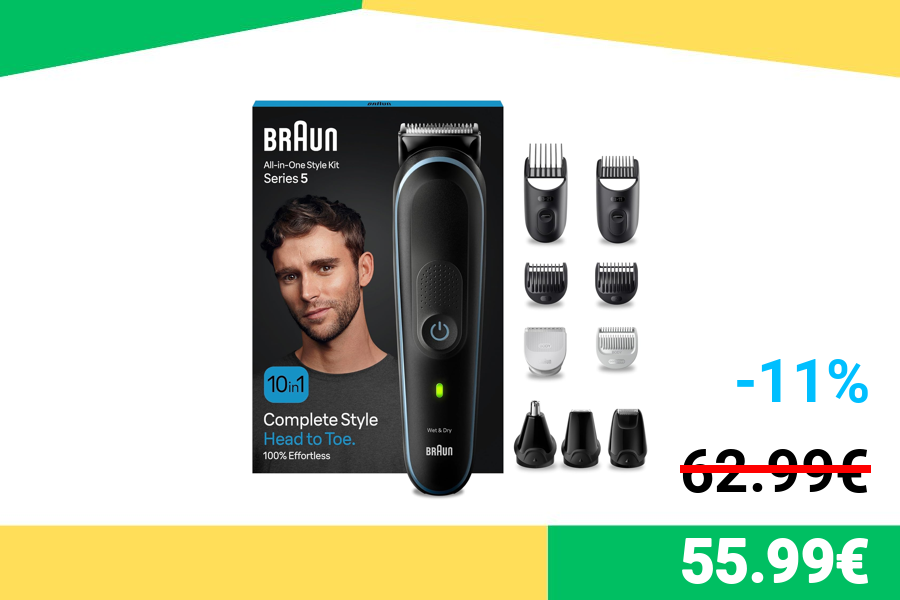 BRAUN
BRAUN
All-in-One Style Kit
Series 5
10in1
Complete Style
Head to Toe.
100% Effortless
Wet & Dry
BRAUN
-11%
62.99€
55.99€